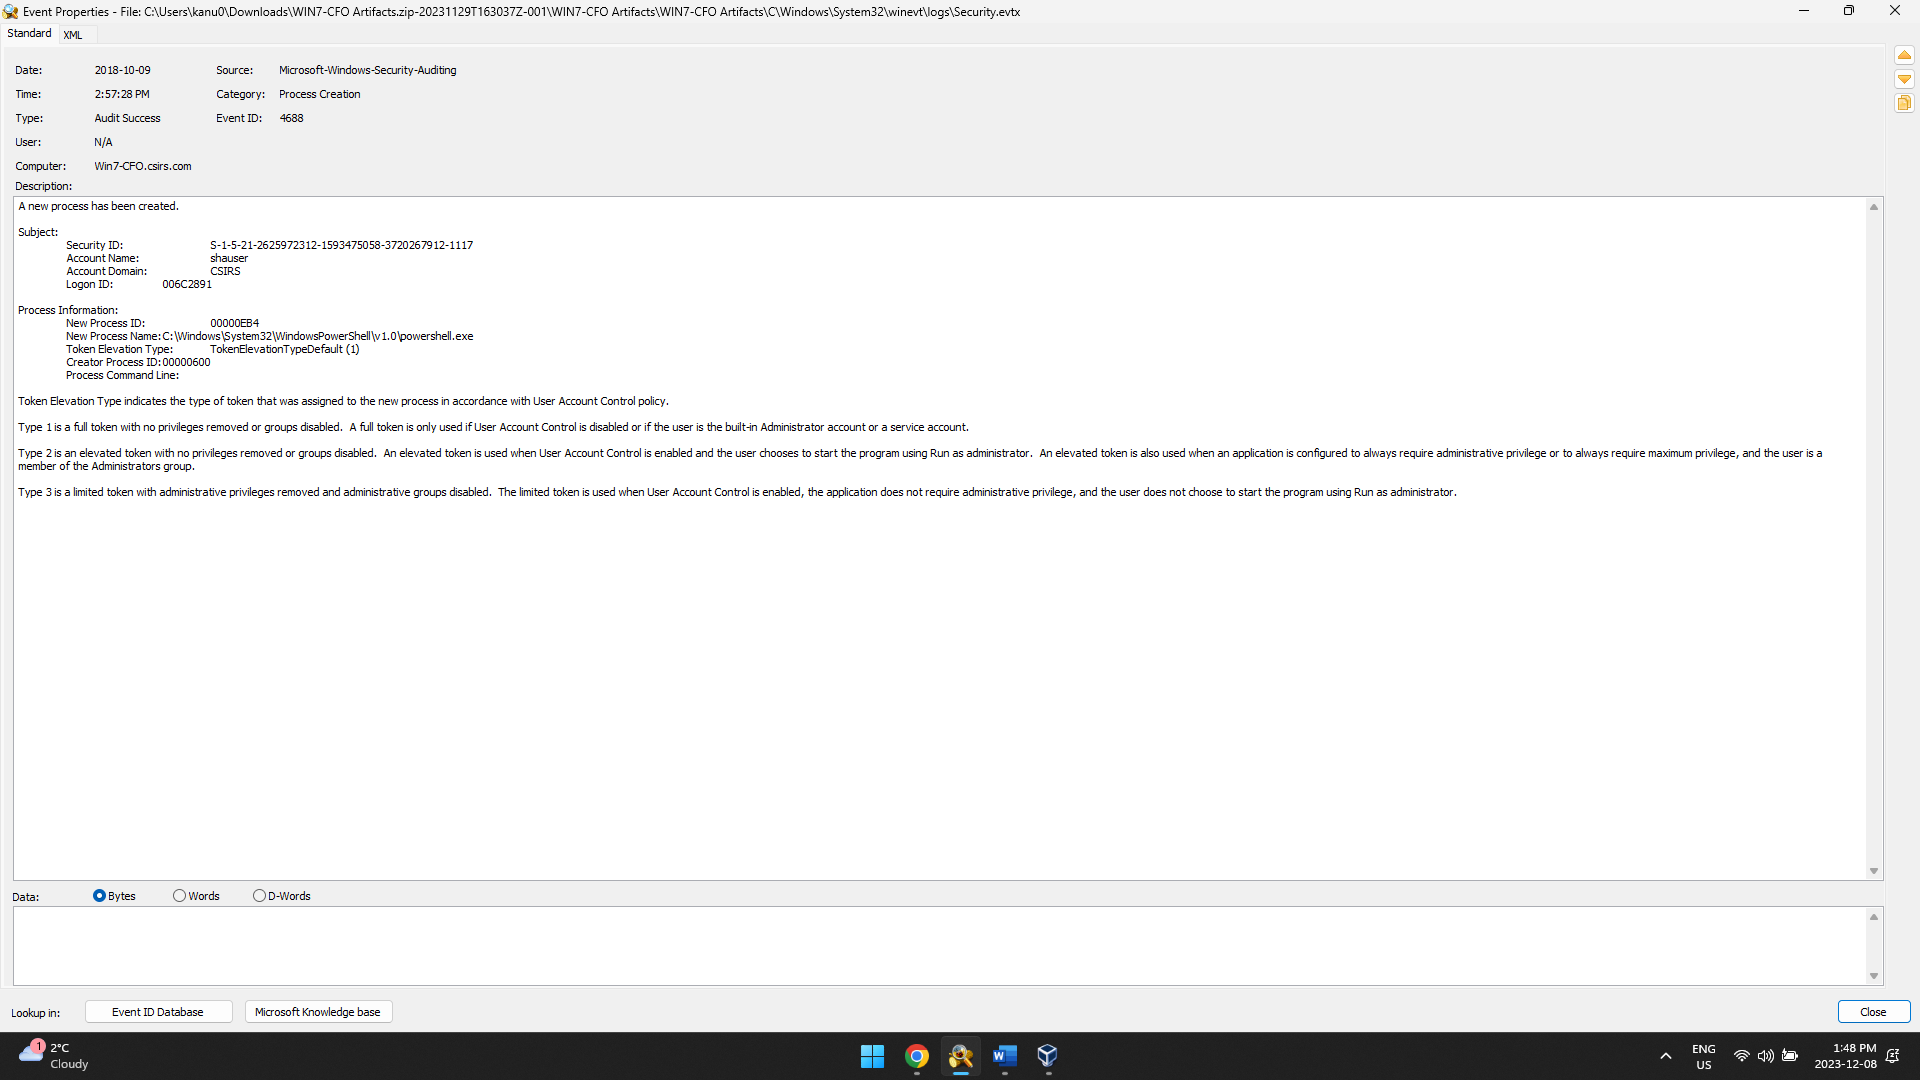 Event Properties - File: C:\Users\kanu0\Downloads\WIN7-CFO Artifacts.zip-20231129T163037Z-001\WIN7-CFO Artifacts\WIN7-CFO Artifacts\C\Windows\System32\winevt\logs\Security.evtx
Standard XML
Date: 2018-10-09 Source: Microsoft-Windows-Security-Auditing
Time: 2:57:28 PM Category: Process Creation
Type: Audit Success Event ID: 4688
User: N/A
Computer: Win7-CFO.csirs.com
Description:
A new process has been created.
Subject:
Security ID: S-1-5-21-2625972312-1593475058-3720267912-1117
Account Name: shauser
Account Domain: CSIRS
Logon ID: 006C2891
Process Information:
New Process ID: 00000EB4
New Process Name: C:\Windows\System32\WindowsPowerShell\v1.0\powershell.exe
Token Elevation Type: TokenElevationTypeDefault (1)
Creator Process ID: 00000600
Process Command Line:
Token Elevation Type indicates the type of token that was assigned to the new process in accordance with User Account Control policy.
Type 1 is a full token with no privileges removed or groups disabled.  A full token is only used if User Account Control is disabled or if the user is the built-in Administrator account or a service account.
Type 2 is an elevated token with no privileges removed or groups disabled.  An elevated token is used when User Account Control is enabled and the user chooses to start the program using Run as administrator.  An elevated token is also used when an application is configured to always require administrative privilege or to always require maximum privilege, and the user is a
member of the Administrators group.
Type 3 is a limited token with administrative privileges removed and administrative groups disabled.  The limited token is used when User Account Control is enabled, the application does not require administrative privilege, and the user does not choose to start the program using Run as administrator.
Data: Bytes Words D-Words
Lookup in: Event ID Database Microsoft Knowledge base Close
1 2°C
Cloudy
W
ENG
US
1:48 PM
2023-12-08